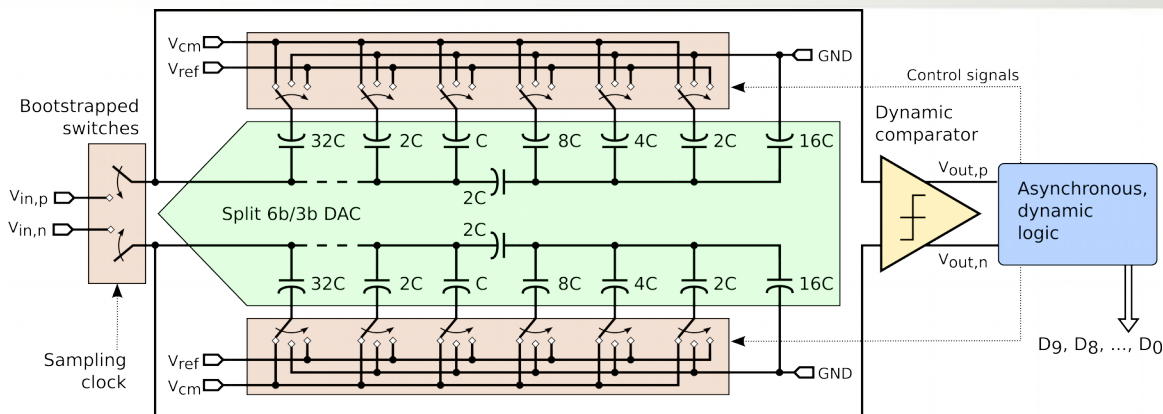 Vcm
Vref
GND
Control signals
Bootstrapped
switches
Dynamic
comparator
32C 2C C 8C 4C 2C 16C
2C
Vin,p
Vin,n
Split 6b/3b DAC
2C
Vout,p
Vout,n
Asynchronous,
dynamic
logic
32C 2C C 8C 4C 2C 16C
Sampling
clock
Vref
Vcm
GND
D9, D8, ..., D0